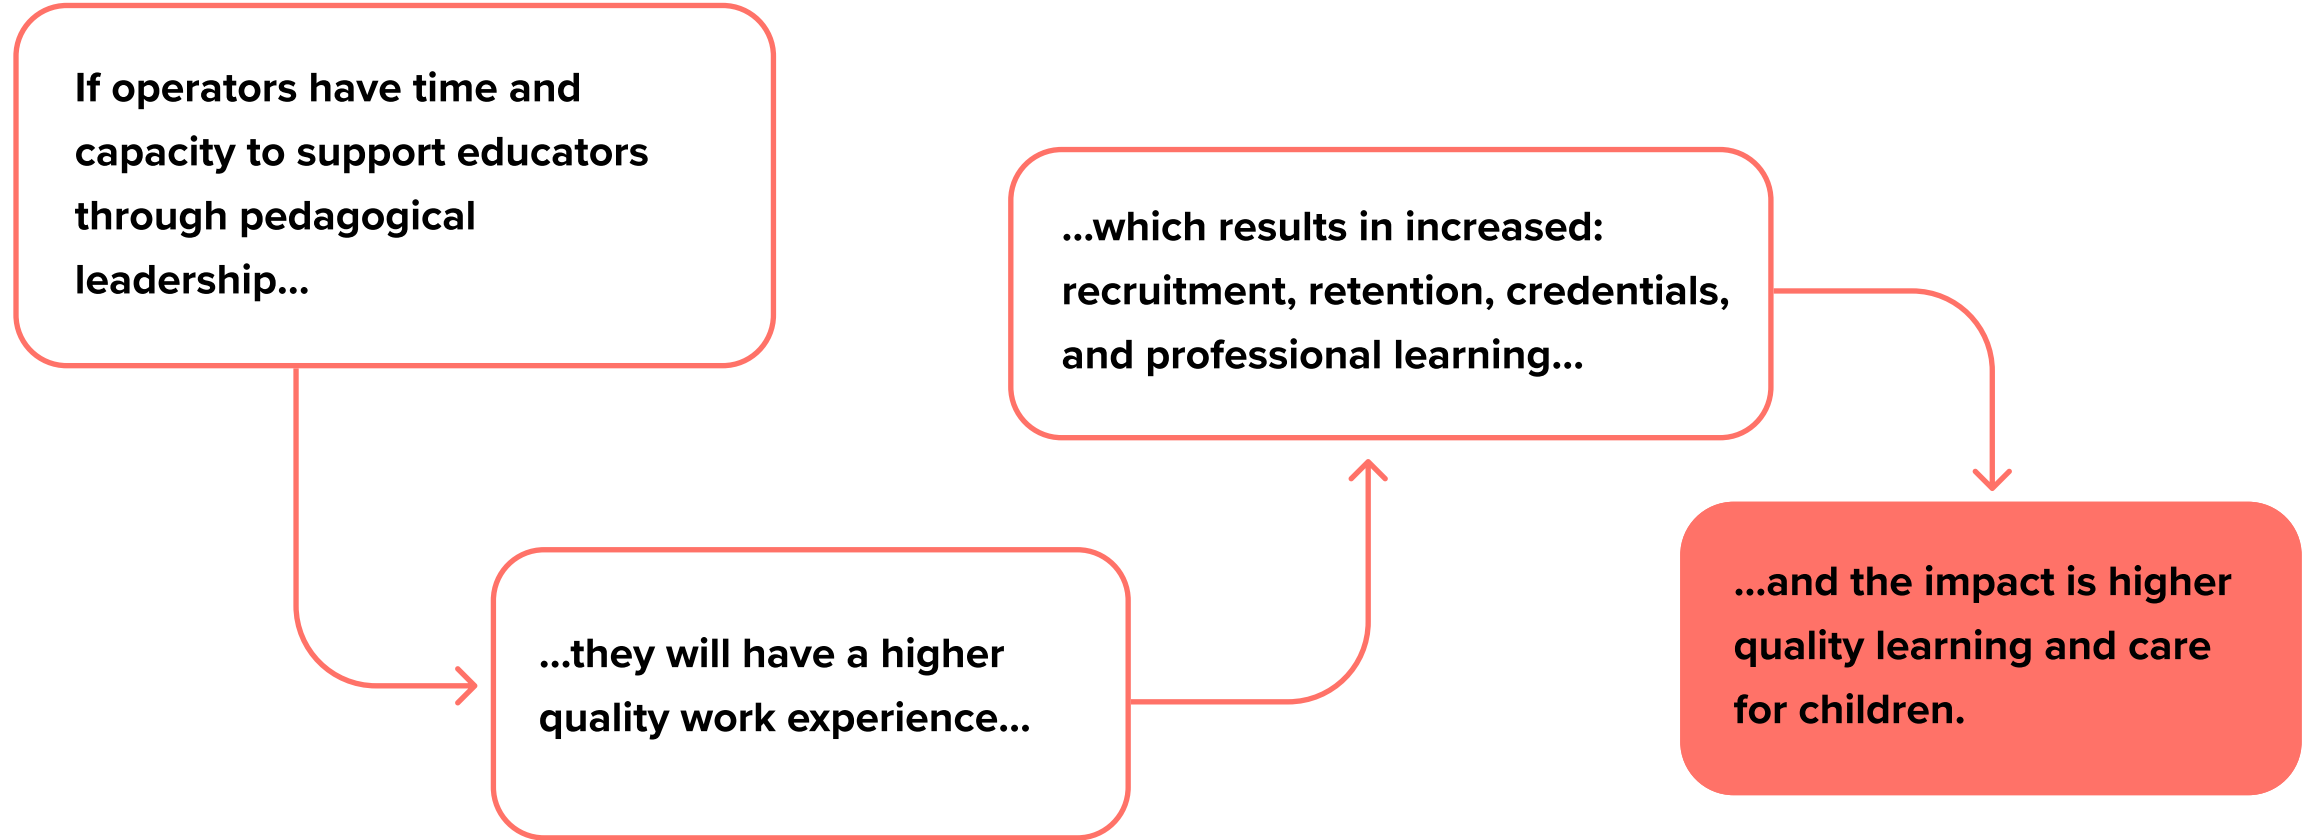 If operators have time and
capacity to support educators
through pedagogical
leadership...
...they will have a higher
quality work experience...
...which results in increased:
recruitment, retention, credentials,
and professional learning...
...and the impact is higher
quality learning and care
for children.